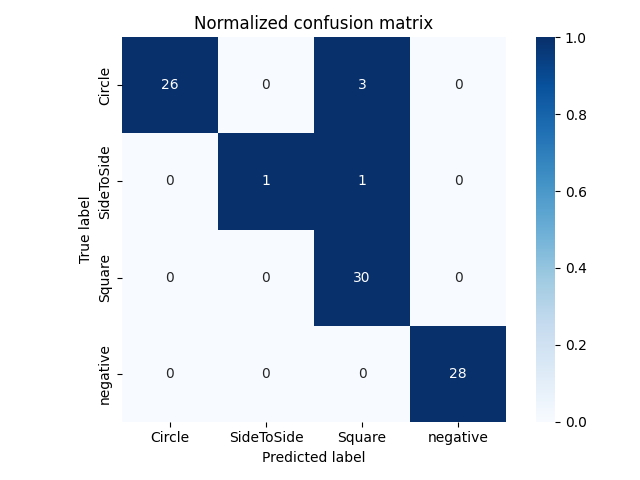 Normalized confusion matrix
True label
Circle
26 0 3 0
SideToSide
0 1 1 0
Square
0 0 30 0
negative
0 0 0 28
Circle SideToSide Square negative
Predicted label
1.0
0.8
0.6
0.4
0.2
0.0